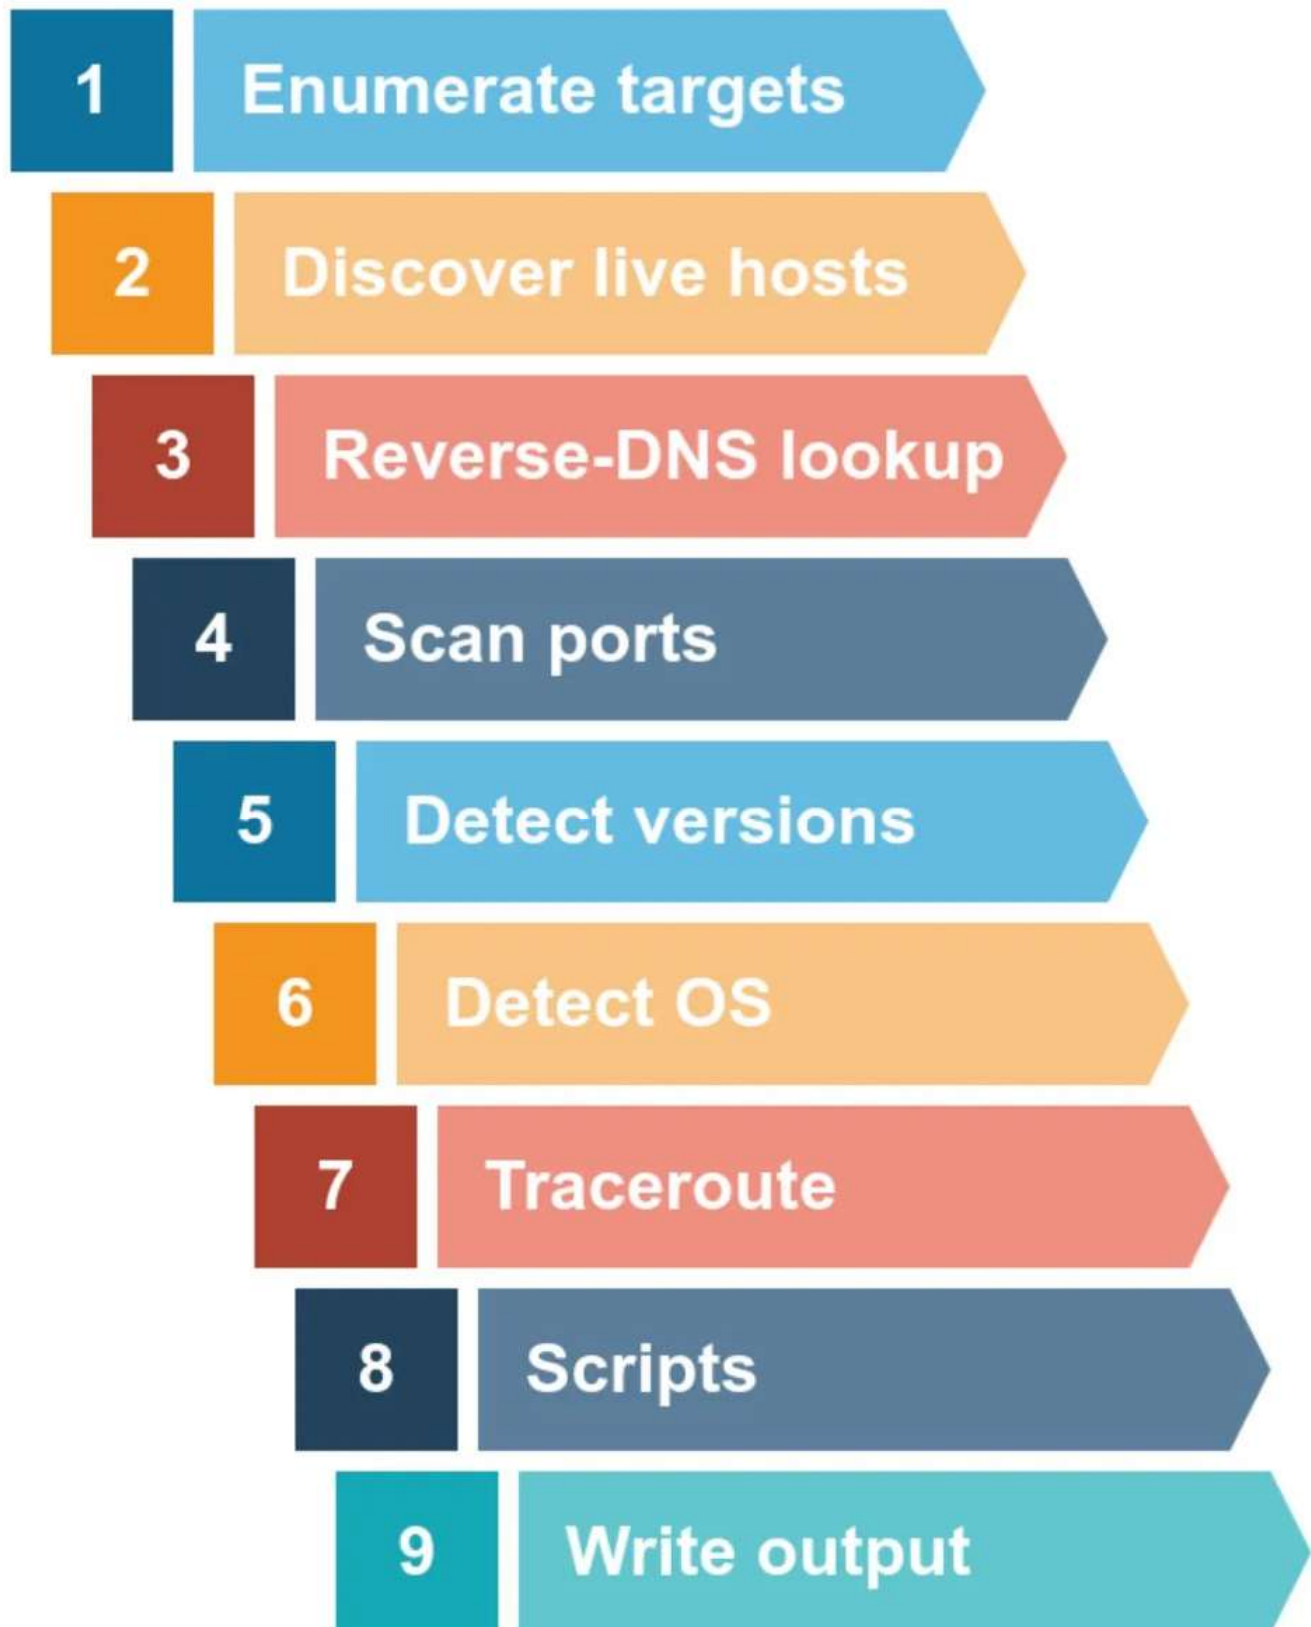 1 Enumerate targets
2 Discover live hosts
3 Reverse-DNS lookup
4 Scan ports
5 Detect versions
6 Detect OS
7 Traceroute
8 Scripts
9 Write output